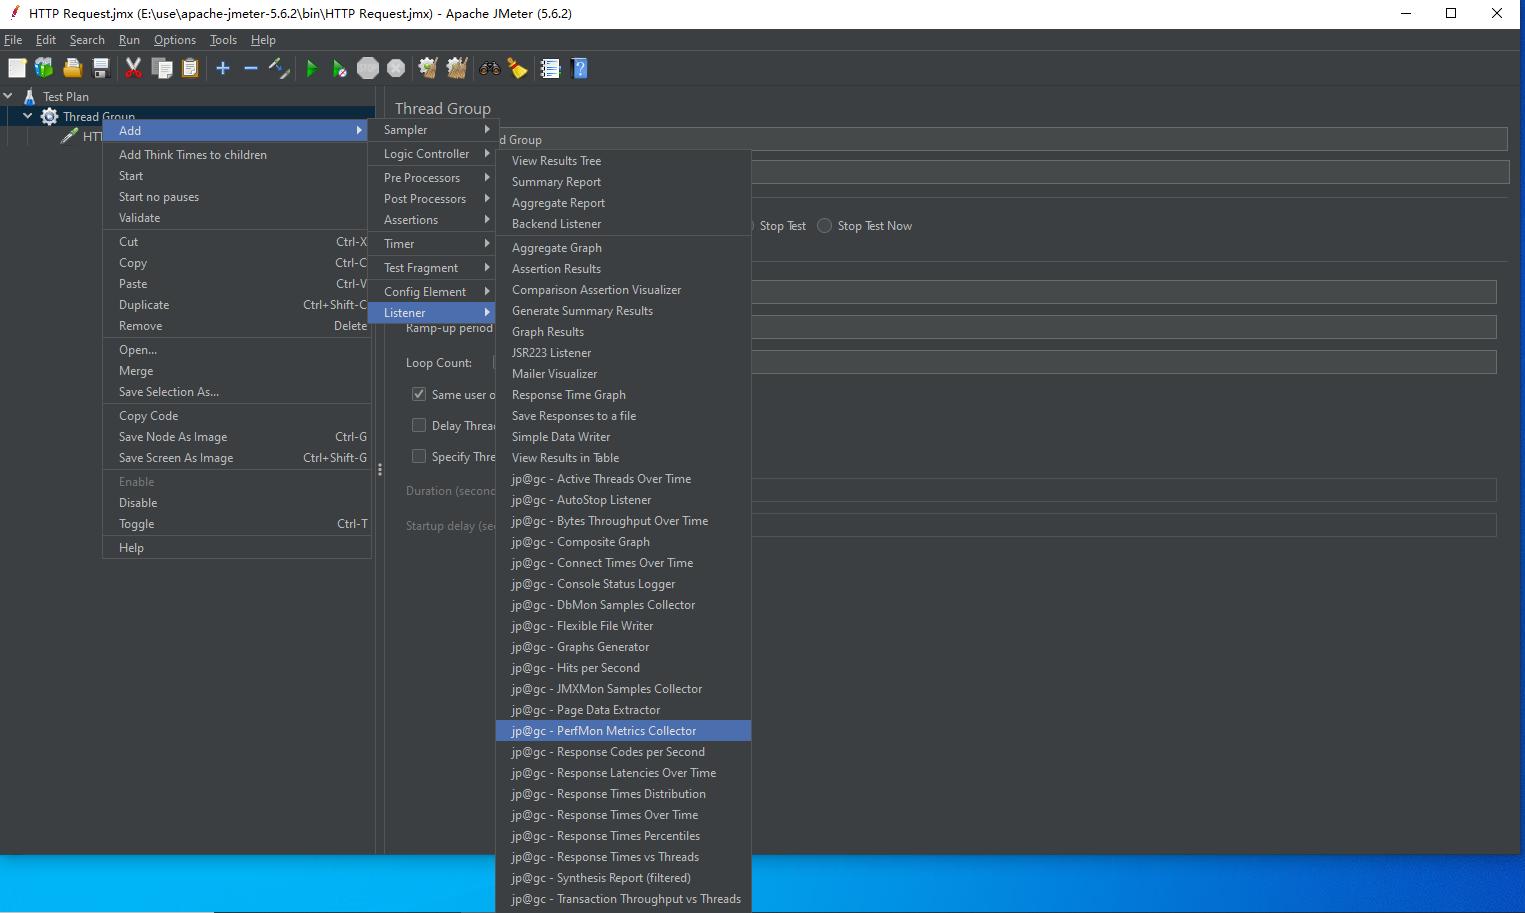 HTTP Request.jmx (E:\use\apache-jmeter-5.6.2\bin\HTTP Request.jmx) - Apache JMeter (5.6.2)
File Edit Search Run Options Tools Help
Test Plan
Thread Group
HTT
Add
Add Think Times to children
Start
Start no pauses
Validate
Cut Ctrl-X
Copy Ctrl-C
Paste Ctrl-V
Duplicate Ctrl+Shift-C
Remove Delete
Open...
Merge
Save Selection As...
Copy Code
Save Node As Image Ctrl-G
Save Screen As Image Ctrl+Shift-G
Enable
Disable
Toggle Ctrl-T
Help
Sampler
Logic Controller
Pre Processors
Post Processors
Assertions
Timer
Test Fragment
Config Element
Listener
View Results Tree
Summary Report
Aggregate Report
Backend Listener
Aggregate Graph
Assertion Results
Comparison Assertion Visualizer
Generate Summary Results
Graph Results
JSR223 Listener
Mailer Visualizer
Response Time Graph
Save Responses to a file
Simple Data Writer
View Results in Table
jp@gc - Active Threads Over Time
jp@gc - AutoStop Listener
jp@gc - Bytes Throughput Over Time
jp@gc - Composite Graph
jp@gc - Connect Times Over Time
jp@gc - Console Status Logger
jp@gc - DbMon Samples Collector
jp@gc - Flexible File Writer
jp@gc - Graphs Generator
jp@gc - Hits per Second
jp@gc - JMXMon Samples Collector
jp@gc - Page Data Extractor
jp@gc - PerfMon Metrics Collector
jp@gc - Response Codes per Second
jp@gc - Response Latencies Over Time
jp@gc - Response Times Distribution
jp@gc - Response Times Over Time
jp@gc - Response Times Percentiles
jp@gc - Response Times vs Threads
jp@gc - Synthesis Report (filtered)
jp@gc - Transaction Throughput vs Threads
Thread Group
d Group
Stop Test Stop Test Now
Ramp-up period
Loop Count:
Same user o
Delay Threa
Specify Thre
Duration (second
Startup delay (sec